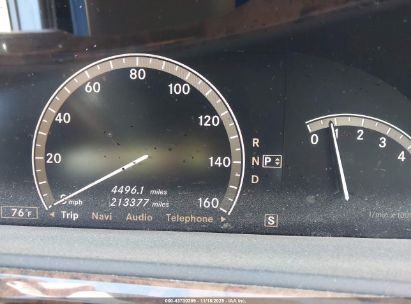 80
60
100
40
120
20
140
160
mph
4496.1 miles
213377 miles
76°F
Trip Navi Audio Telephone
R
N P
D
S
0 1 2 3 4